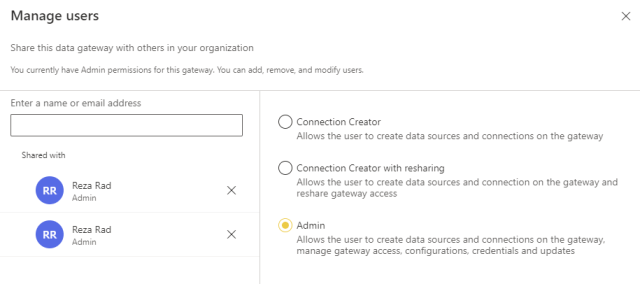 Manage users
Share this data gateway with others in your organization
You currently have Admin permissions for this gateway. You can add, remove, and modify users.
Enter a name or email address
Shared with
RR
Reza Rad
Admin
RR
Reza Rad
Admin
Connection Creator
Allows the user to create data sources and connections on the gateway
Connection Creator with resharing
Allows the user to create data sources and connection on the gateway and
reshare gateway access
Admin
Allows the user to create data sources and connections on the gateway,
manage gateway access, configurations, credentials and updates